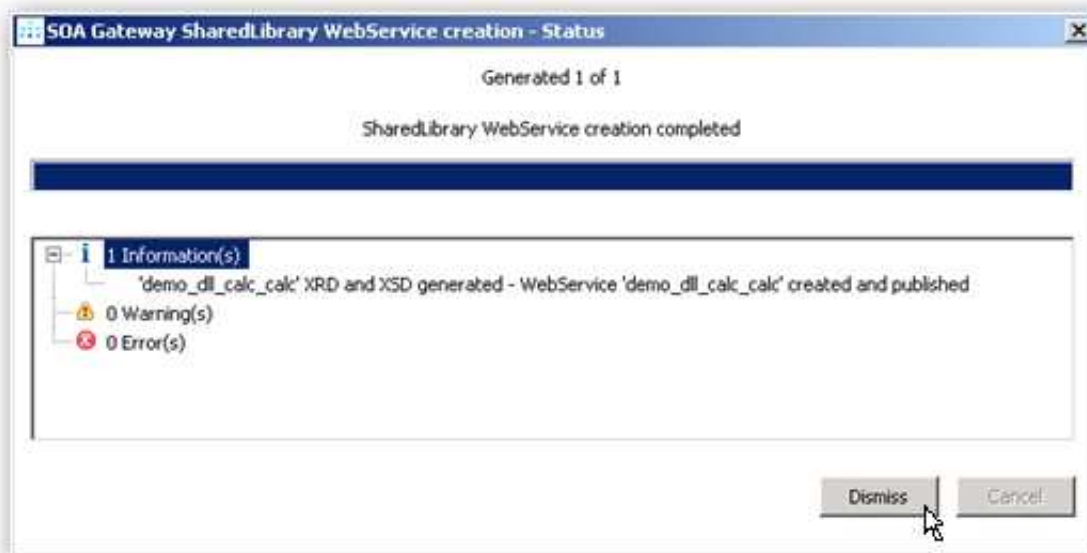 SOA Gateway SharedLibrary WebService creation - Status
Generated 1 of 1
SharedLibrary WebService creation completed
1 Information(s)
'demo_dll_calc_calc' XRD and XSD generated - WebService 'demo_dll_calc_calc' created and published
0 Warning(s)
0 Error(s)
Dismiss Cancel